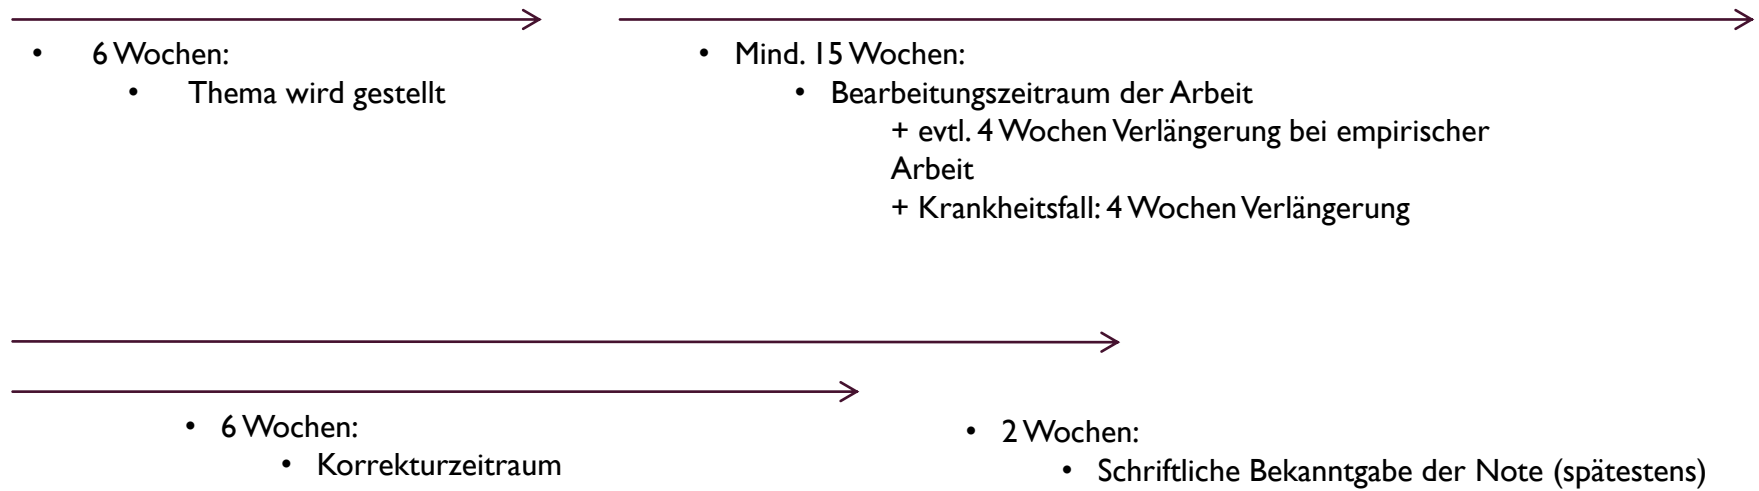 • 6 Wochen:
• Thema wird gestellt
• Mind. 15 Wochen:
• Bearbeitungszeitraum der Arbeit
+ evtl. 4 Wochen Verlängerung bei empirischer
Arbeit
+ Krankheitsfall: 4 Wochen Verlängerung
• 6 Wochen:
• Korrekturzeitraum
• 2 Wochen:
• Schriftliche Bekanntgabe der Note (spätestens)